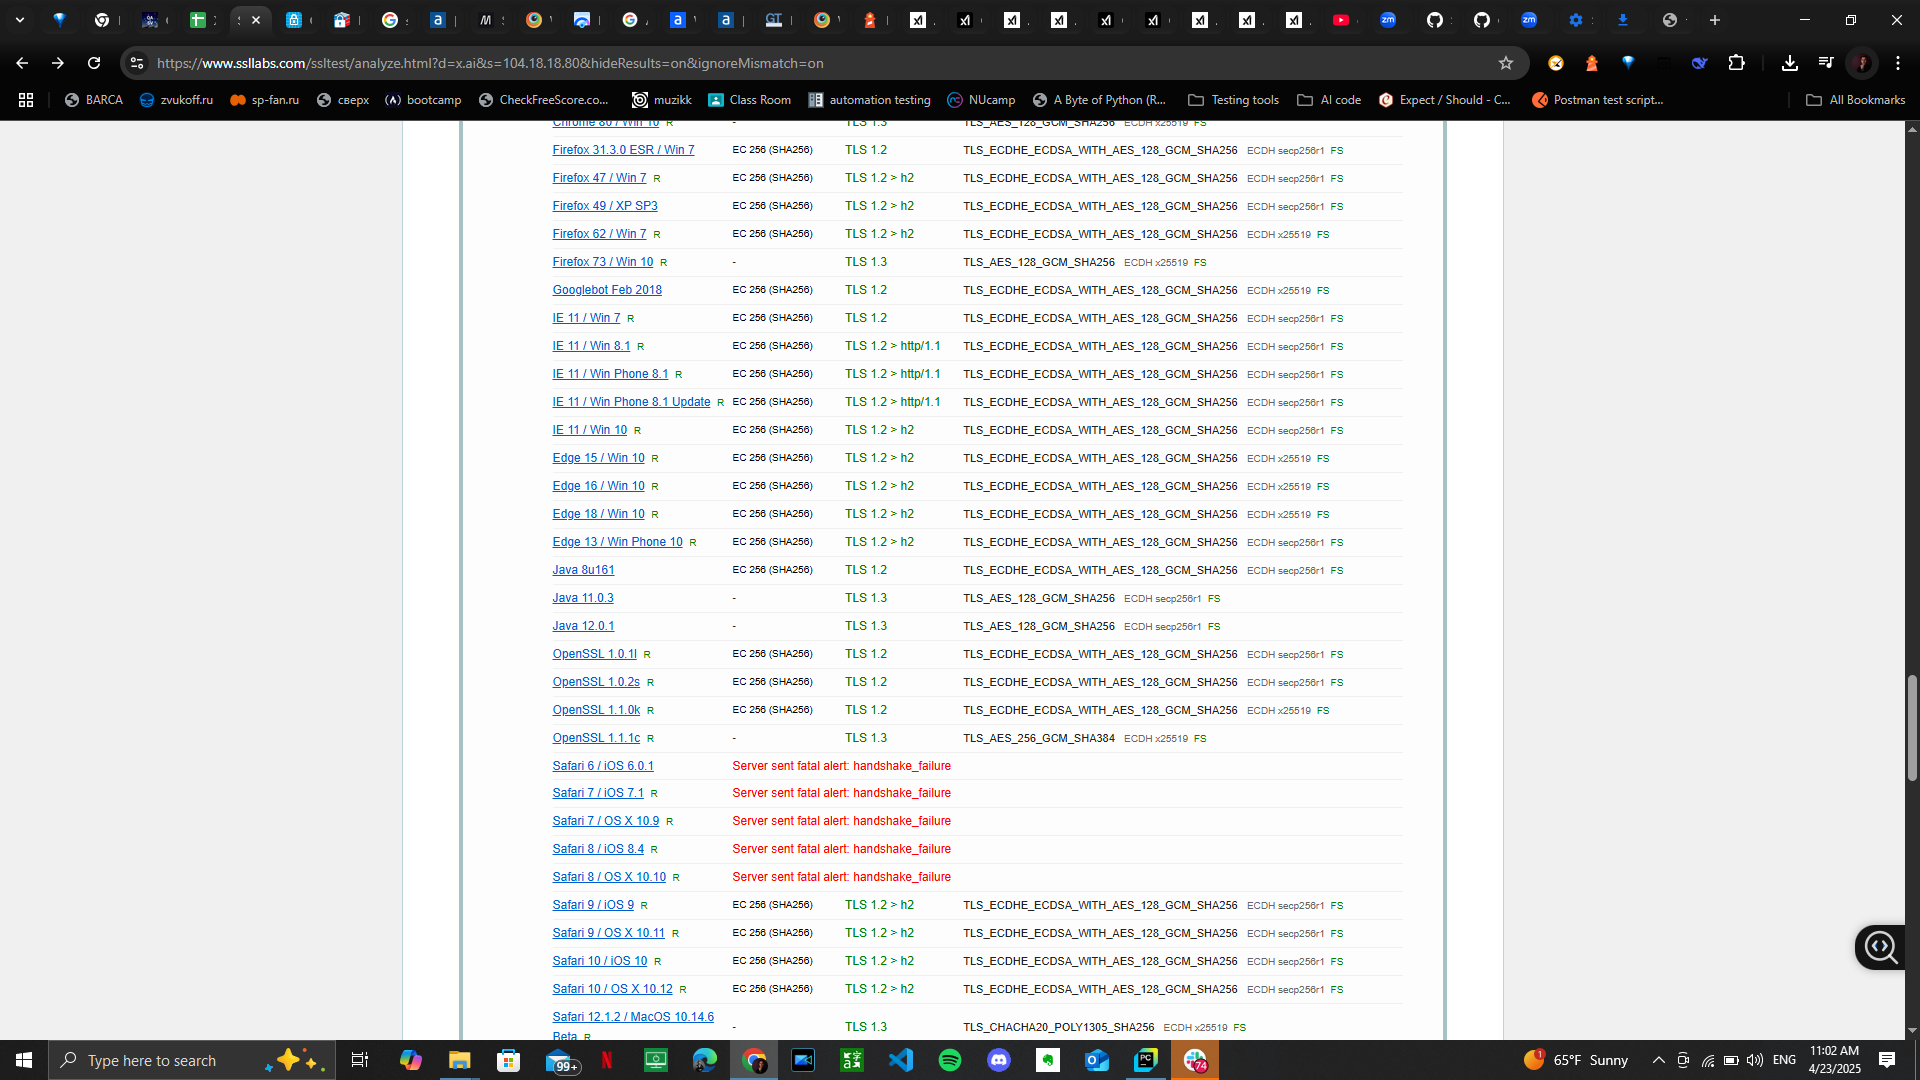 https://www.ssllabs.com/ssltest/analyze.html?d=x.ai&s=104.18.18.80&hideResults=on&ignoreMismatch=on
BARCA zvukoff.ru sp-fan.ru сверх bootcamp CheckFreeScore.co... muzikk Class Room automation testing NUcamp A Byte of Python (R... Testing tools AI code Expect / Should - C... Postman test script... All Bookmarks
Chrome 80 / Win 10 R - TLS 1.3 TLS_AES_128_GCM_SHA256 ECDH x25519 FS
Firefox 31.3.0 ESR / Win 7 EC 256 (SHA256) TLS 1.2 TLS_ECDHE_ECDSA_WITH_AES_128_GCM_SHA256 ECDH secp256r1 FS
Firefox 47 / Win 7 R EC 256 (SHA256) TLS 1.2 > h2 TLS_ECDHE_ECDSA_WITH_AES_128_GCM_SHA256 ECDH secp256r1 FS
Firefox 49 / XP SP3 EC 256 (SHA256) TLS 1.2 > h2 TLS_ECDHE_ECDSA_WITH_AES_128_GCM_SHA256 ECDH secp256r1 FS
Firefox 62 / Win 7 R EC 256 (SHA256) TLS 1.2 > h2 TLS_ECDHE_ECDSA_WITH_AES_128_GCM_SHA256 ECDH x25519 FS
Firefox 73 / Win 10 R - TLS 1.3 TLS_AES_128_GCM_SHA256 ECDH x25519 FS
Googlebot Feb 2018 EC 256 (SHA256) TLS 1.2 TLS_ECDHE_ECDSA_WITH_AES_128_GCM_SHA256 ECDH x25519 FS
IE 11 / Win 7 R EC 256 (SHA256) TLS 1.2 TLS_ECDHE_ECDSA_WITH_AES_128_GCM_SHA256 ECDH secp256r1 FS
IE 11 / Win 8.1 R EC 256 (SHA256) TLS 1.2 > http/1.1 TLS_ECDHE_ECDSA_WITH_AES_128_GCM_SHA256 ECDH secp256r1 FS
IE 11 / Win Phone 8.1 R EC 256 (SHA256) TLS 1.2 > http/1.1 TLS_ECDHE_ECDSA_WITH_AES_128_GCM_SHA256 ECDH secp256r1 FS
IE 11 / Win Phone 8.1 Update R EC 256 (SHA256) TLS 1.2 > http/1.1 TLS_ECDHE_ECDSA_WITH_AES_128_GCM_SHA256 ECDH secp256r1 FS
IE 11 / Win 10 R EC 256 (SHA256) TLS 1.2 > h2 TLS_ECDHE_ECDSA_WITH_AES_128_GCM_SHA256 ECDH secp256r1 FS
Edge 15 / Win 10 R EC 256 (SHA256) TLS 1.2 > h2 TLS_ECDHE_ECDSA_WITH_AES_128_GCM_SHA256 ECDH x25519 FS
Edge 16 / Win 10 R EC 256 (SHA256) TLS 1.2 > h2 TLS_ECDHE_ECDSA_WITH_AES_128_GCM_SHA256 ECDH x25519 FS
Edge 18 / Win 10 R EC 256 (SHA256) TLS 1.2 > h2 TLS_ECDHE_ECDSA_WITH_AES_128_GCM_SHA256 ECDH x25519 FS
Edge 13 / Win Phone 10 R EC 256 (SHA256) TLS 1.2 > h2 TLS_ECDHE_ECDSA_WITH_AES_128_GCM_SHA256 ECDH secp256r1 FS
Java 8u161 EC 256 (SHA256) TLS 1.2 TLS_ECDHE_ECDSA_WITH_AES_128_GCM_SHA256 ECDH secp256r1 FS
Java 11.0.3 - TLS 1.3 TLS_AES_128_GCM_SHA256 ECDH secp256r1 FS
Java 12.0.1 - TLS 1.3 TLS_AES_128_GCM_SHA256 ECDH secp256r1 FS
OpenSSL 1.0.1l R EC 256 (SHA256) TLS 1.2 TLS_ECDHE_ECDSA_WITH_AES_128_GCM_SHA256 ECDH secp256r1 FS
OpenSSL 1.0.2s R EC 256 (SHA256) TLS 1.2 TLS_ECDHE_ECDSA_WITH_AES_128_GCM_SHA256 ECDH secp256r1 FS
OpenSSL 1.1.0k R EC 256 (SHA256) TLS 1.2 TLS_ECDHE_ECDSA_WITH_AES_128_GCM_SHA256 ECDH x25519 FS
OpenSSL 1.1.1c R - TLS 1.3 TLS_AES_256_GCM_SHA384 ECDH x25519 FS
Safari 6 / iOS 6.0.1 Server sent fatal alert: handshake_failure
Safari 7 / iOS 7.1 R Server sent fatal alert: handshake_failure
Safari 7 / OS X 10.9 R Server sent fatal alert: handshake_failure
Safari 8 / iOS 8.4 R Server sent fatal alert: handshake_failure
Safari 8 / OS X 10.10 R Server sent fatal alert: handshake_failure
Safari 9 / iOS 9 R EC 256 (SHA256) TLS 1.2 > h2 TLS_ECDHE_ECDSA_WITH_AES_128_GCM_SHA256 ECDH secp256r1 FS
Safari 9 / OS X 10.11 R EC 256 (SHA256) TLS 1.2 > h2 TLS_ECDHE_ECDSA_WITH_AES_128_GCM_SHA256 ECDH secp256r1 FS
Safari 10 / iOS 10 R EC 256 (SHA256) TLS 1.2 > h2 TLS_ECDHE_ECDSA_WITH_AES_128_GCM_SHA256 ECDH secp256r1 FS
Safari 10 / OS X 10.12 R EC 256 (SHA256) TLS 1.2 > h2 TLS_ECDHE_ECDSA_WITH_AES_128_GCM_SHA256 ECDH secp256r1 FS
Safari 12.1.2 / MacOS 10.14.6
Beta R - TLS 1.3 TLS_CHACHA20_POLY1305_SHA256 ECDH x25519 FS
Type here to search 99+ 74 65°F Sunny ENG 11:02 AM
4/23/2025